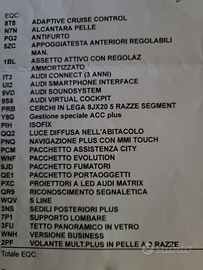 EQC:
8T8 ADAPTIVE CRUISE CONTROL
N7N ALCANTARA PELLE
PG2 ANTIFURTO
5ZC APPOGGIATESTA ANTERIORI REGOLABILI
MAN.
1BL ASSETTO ATTIVO CON REGOLAZ
AMMORTIZZATO
IT3 AUDI CONNECT (3 ANNI)
UI2 AUDI SMARTPHONE INTERFACE
9VD AUDI SOUNDSYSTEM
9S8 AUDI VIRTUAL COCKPIT
PRB CERCHI IN LEGA 8JX20 5 RAZZE SEGMENT
Y8G Gestione speciale ACC plus
PIH ISOFIX
QQ2 LUCE DIFFUSA NELL'ABITACOLO
PNQ NAVIGAZIONE PLUS CON MMI TOUCH
PCM PACCHETTO ASSISTENZA CITY
WNF PACCHETTO EVOLUTION
9JD PACCHETTO FUMATORI
QE1 PACCHETTO PORTAOGGETTI
PXC PROIETTORI A LED AUDI MATRIX
QR9 RICONOSCIMENTO SEGNALETICA
WQV S LINE
3NS SEDILI POSTERIORI PLUS
7P1 SUPPORTO LOMBARE
3FU TETTO PANORAMICO IN VETRO
WNH VERSIONE BUSINESS
2PF VOLANTE MULT.PLUS IN PELLE A 3 RAZZE
Totale EQC: